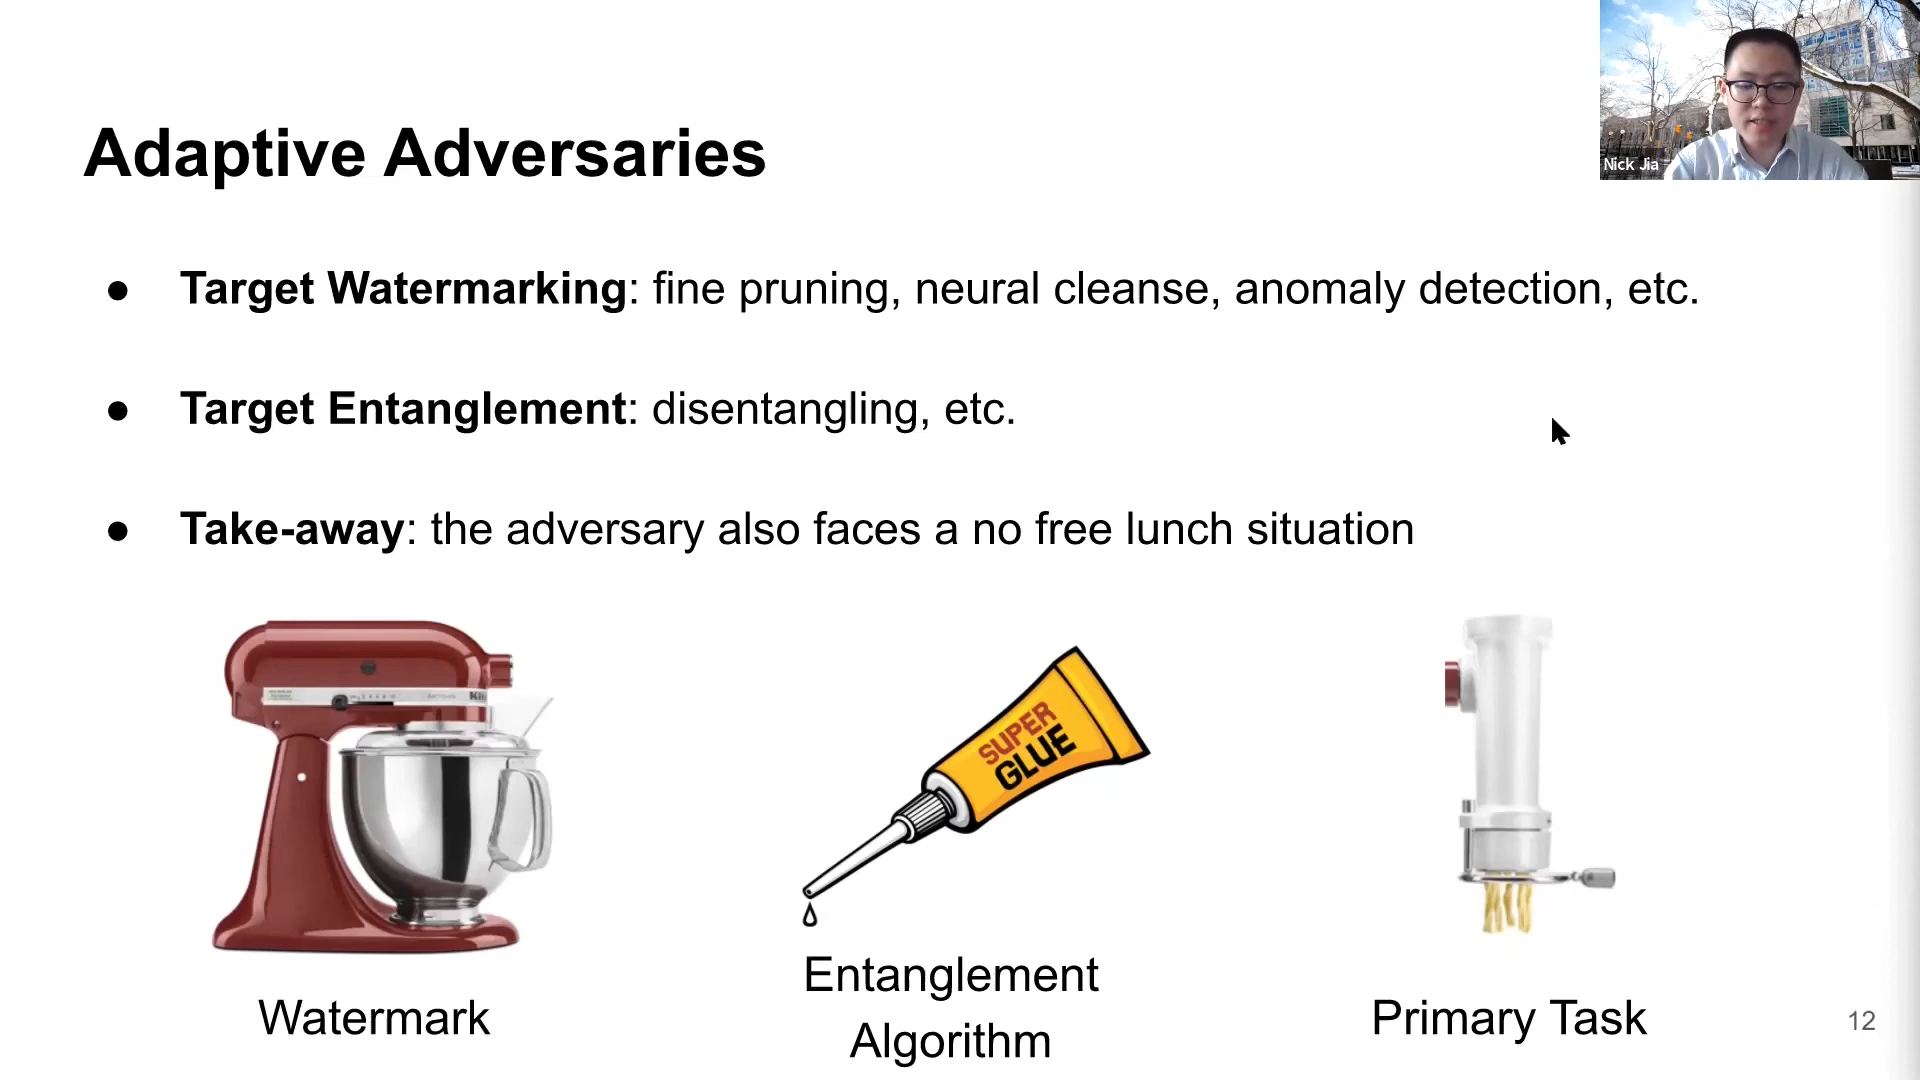 Nick Jia
Adaptive Adversaries
● Target Watermarking: fine pruning, neural cleanse, anomaly detection, etc.
● Target Entanglement: disentangling, etc.
● Take-away: the adversary also faces a no free lunch situation
SUPER
GLUE
Watermark
Entanglement
Algorithm
Primary Task
12